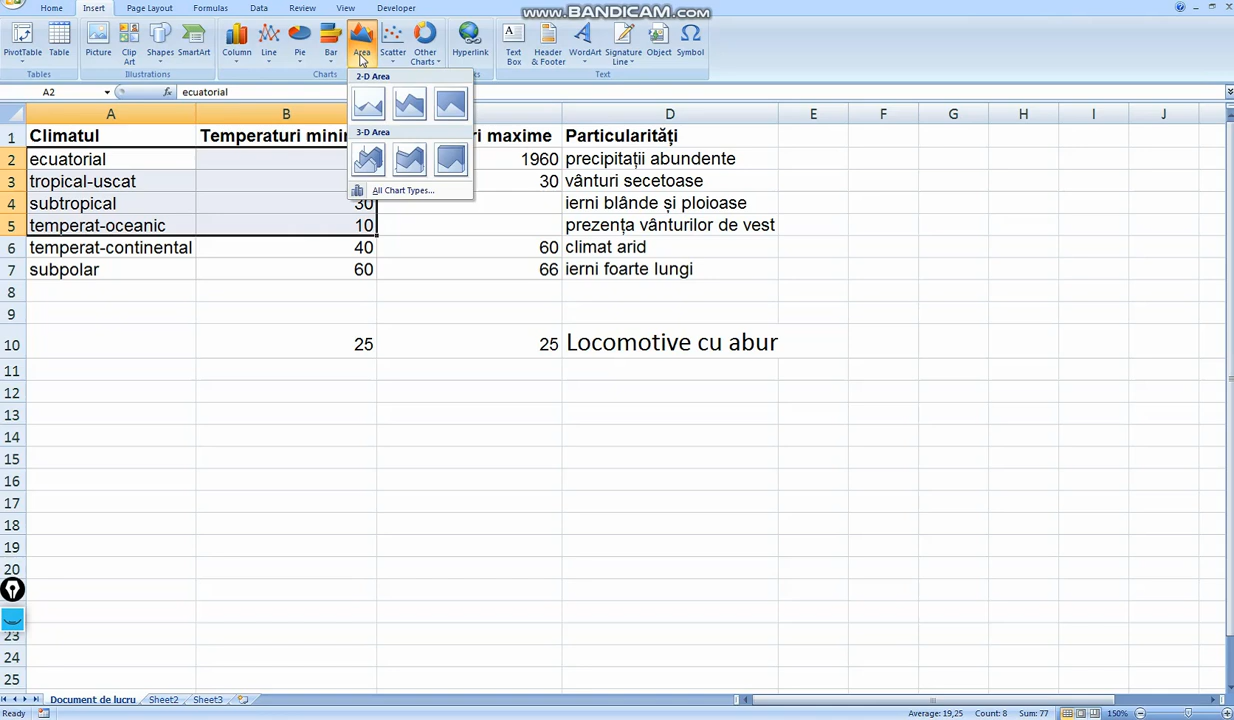 www.BANDICAM.com
Home Insert Page Layout Formulas Data Review View Developer
PivotTable Table Picture Clip Art Shapes SmartArt Column Line Pie Bar Area Scatter Other Charts Hyperlink Text Box Header & Footer WordArt Signature Line Object Symbol
Tables Illustrations Charts Text
2-D Area
3-D Area
All Chart Types...
A2 fx ecuatorial
A B D E F G H I J
1 Climatul Temperaturi minim ri maxime Particularități
2 ecuatorial 1960 precipitații abundente
3 tropical-uscat 30 vânturi secetoase
4 subtropical 30 ierni blânde și ploioase
5 temperat-oceanic 10 prezența vânturilor de vest
6 temperat-continental 40 60 climat arid
7 subpolar 60 66 ierni foarte lungi
8
9
10 25 25 Locomotive cu abur
11
12
13
14
15
16
17
18
19
20
23
24
25
Document de lucru Sheet2 Sheet3
Ready Average: 19,25 Count: 8 Sum: 77 150%